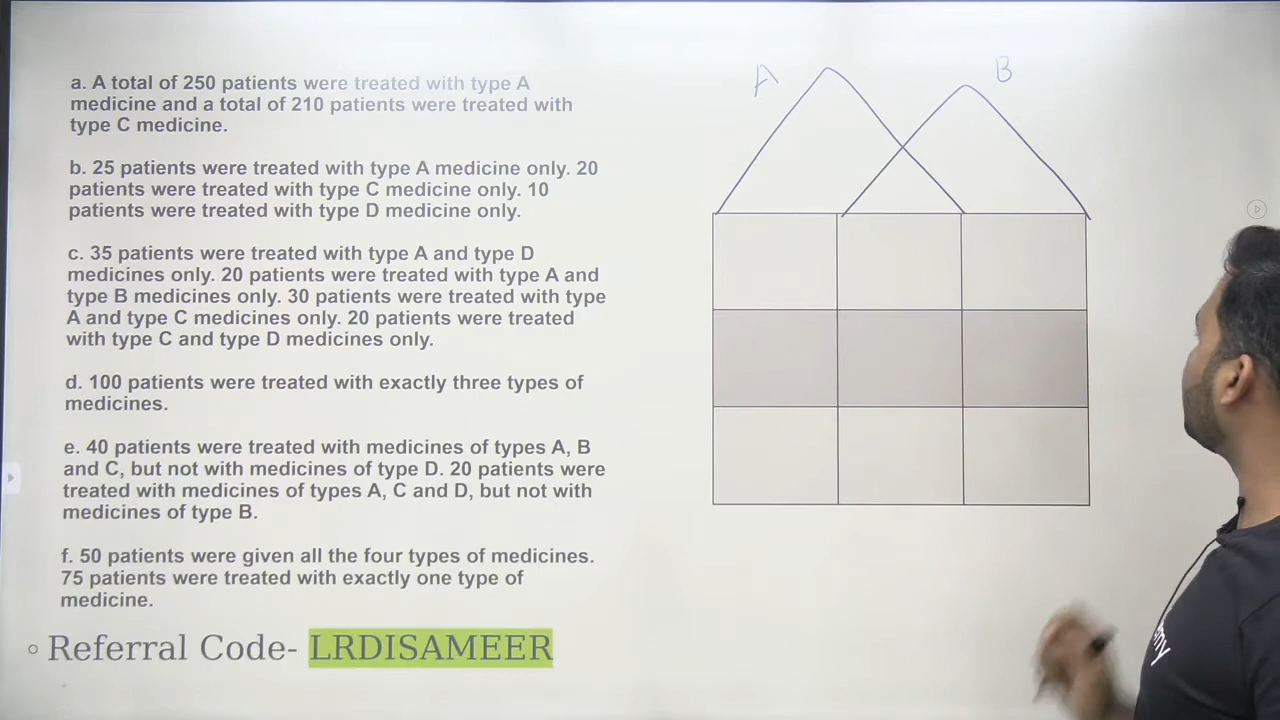 a. A total of 250 patients were treated with type A
medicine and a total of 210 patients were treated with
type C medicine.
b. 25 patients were treated with type A medicine only. 20
patients were treated with type C medicine only. 10
patients were treated with type D medicine only.
c. 35 patients were treated with type A and type D
medicines only. 20 patients were treated with type A and
type B medicines only. 30 patients were treated with type
A and type C medicines only. 20 patients were treated
with type C and type D medicines only.
d. 100 patients were treated with exactly three types of
medicines.
e. 40 patients were treated with medicines of types A, B
and C, but not with medicines of type D. 20 patients were
treated with medicines of types A, C and D, but not with
medicines of type B.
f. 50 patients were given all the four types of medicines.
75 patients were treated with exactly one type of
medicine.
Referral Code- LRDISAMEER
A
B